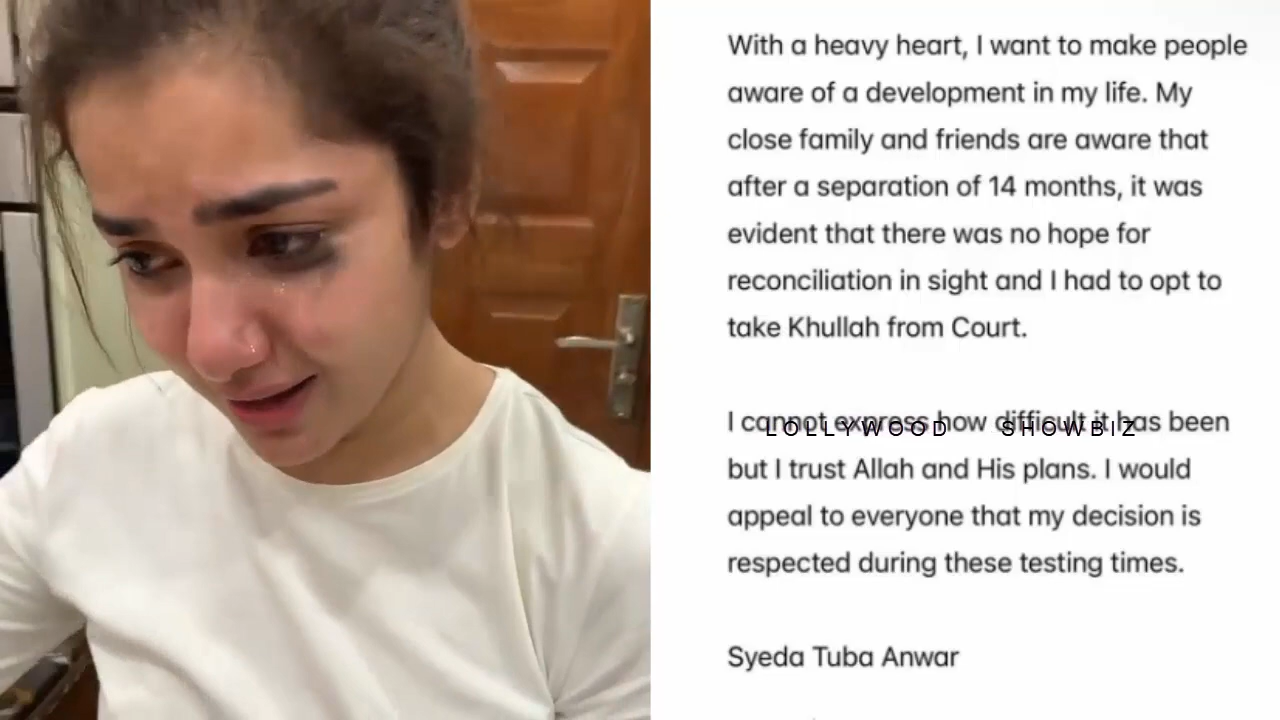 With a heavy heart, I want to make people
aware of a development in my life. My
close family and friends are aware that
after a separation of 14 months, it was
evident that there was no hope for
reconciliation in sight and I had to opt to
take Khullah from Court.
I cannot express how difficult it has been
LOLLYWOOD SHOWBIZ
but I trust Allah and His plans. I would
appeal to everyone that my decision is
respected during these testing times.
Syeda Tuba Anwar